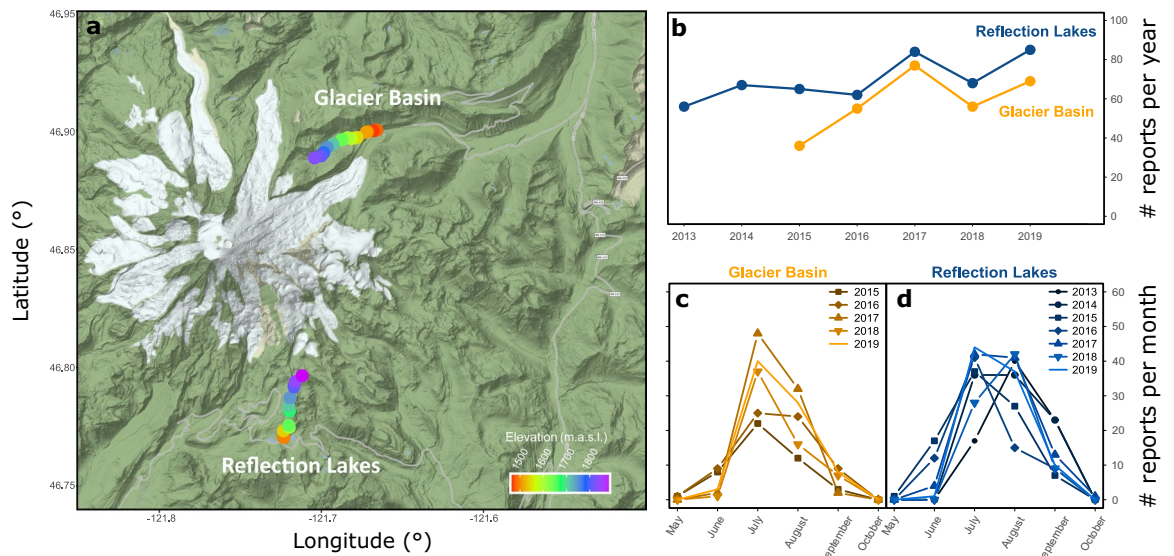 a
46.95
46.90
46.85
46.80
46.75
Latitude (°)
Glacier Basin
Reflection Lakes
Elevation (m.a.s.l.)
1500
1600
1700
1800
-121.8
-121.7
-121.6
Longitude (°)
b
Reflection Lakes
Glacier Basin
100
80
60
40
20
0
# reports per year
2013
2014
2015
2016
2017
2018
2019
Glacier Basin
c
2015
2016
2017
2018
2019
May
June
July
August
September
October
Reflection Lakes
d
2013
2014
2015
2016
2017
2018
2019
60
50
40
30
20
10
0
# reports per month
May
June
July
August
September
October